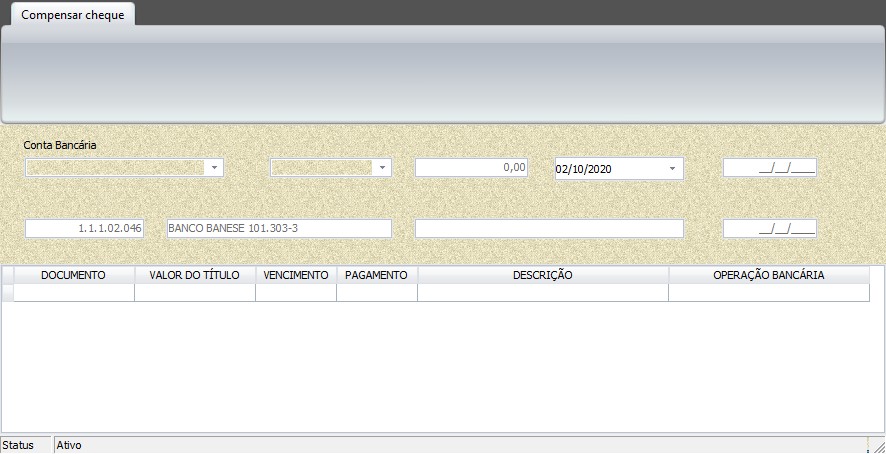 Compensar cheque
Conta Bancária
0,00 02/10/2020 __/__/____
1.1.1.02.046 BANCO BANESE 101.303-3 __/__/____
DOCUMENTO VALOR DO TÍTULO VENCIMENTO PAGAMENTO DESCRIÇÃO OPERAÇÃO BANCÁRIA
Status Ativo